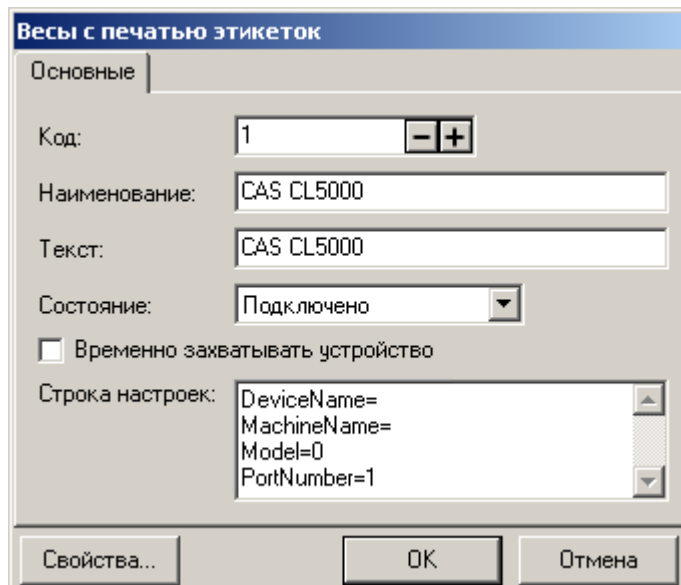 Весы с печатью этикеток
Основные
Код: 1
Наименование: CAS CL5000
Текст: CAS CL5000
Состояние: Подключено
Временно захватывать устройство
Строка настроек: DeviceName=
MachineName=
Model=0
PortNumber=1
Свойства... OK Отмена